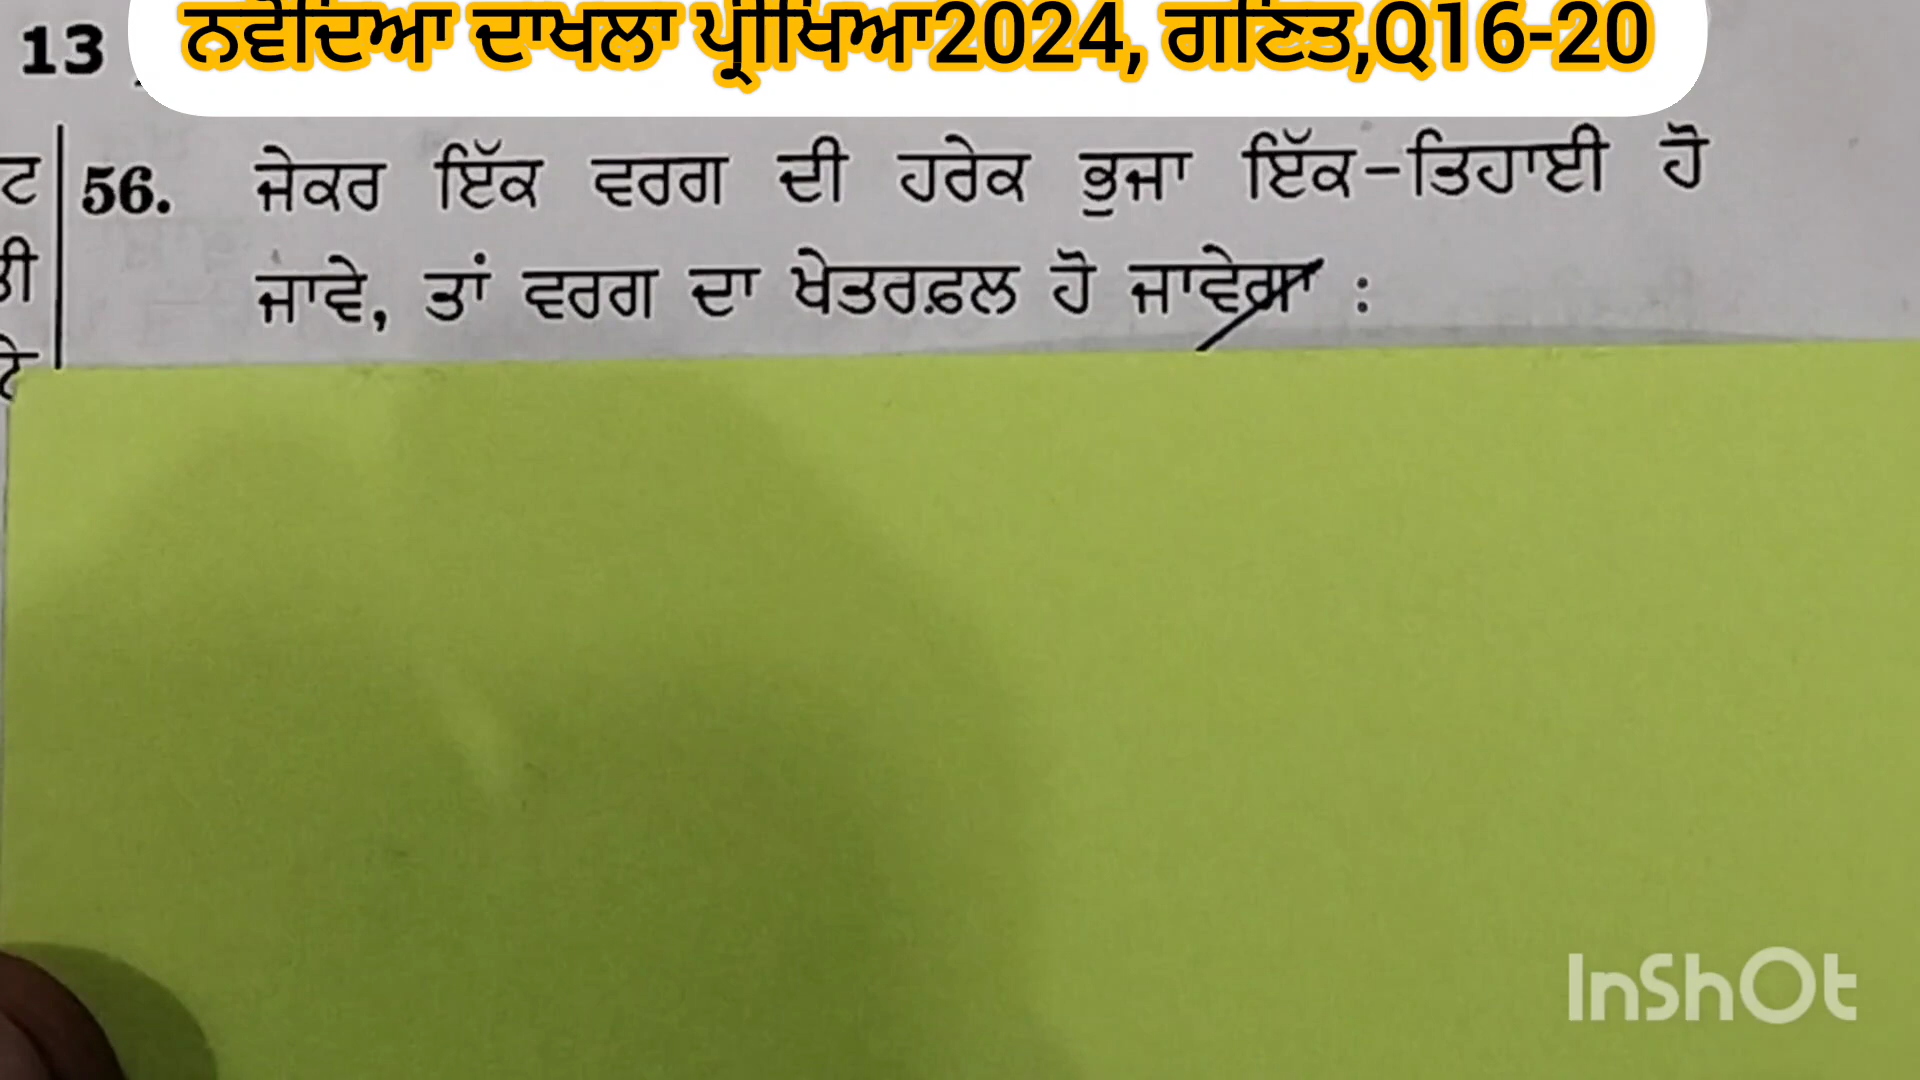 ਨਵੋਦਿਆ ਦਾਖਲਾ ਪ੍ਰੀਖਿਆ2024, ਗਣਿਤ,Q16-20
13
56. ਜੇਕਰ ਇੱਕ ਵਰਗ ਦੀ ਹਰੇਕ ਭੁਜਾ ਇੱਕ-ਤਿਹਾਈ ਹੋ
ਜਾਵੇ, ਤਾਂ ਵਰਗ ਦਾ ਖੇਤਰਫ਼ਲ ਹੋ ਜਾਵੇਗਾ :
InShOt